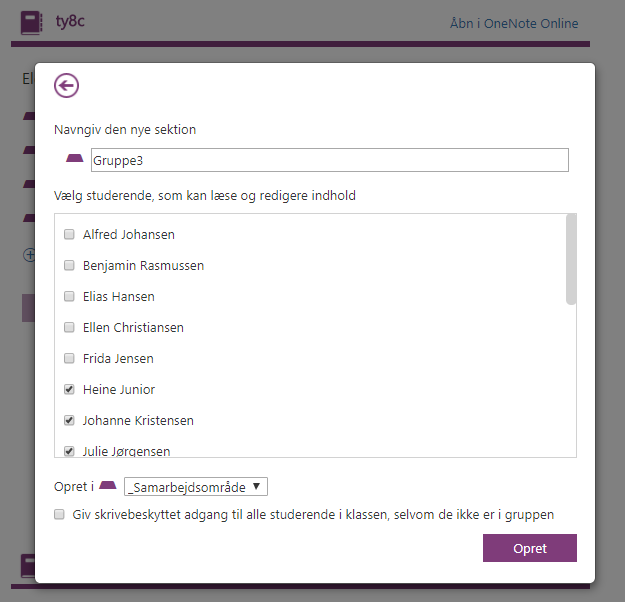 ty8c
Åbn i OneNote Online
El
Navngiv den nye sektion
Gruppe3
Vælg studerende, som kan læse og redigere indhold
Alfred Johansen
Benjamin Rasmussen
Elias Hansen
Ellen Christiansen
Frida Jensen
Heine Junior
Johanne Kristensen
Julie Jørgensen
Opret i _Samarbejdsområde
Giv skrivebeskyttet adgang til alle studerende i klassen, selvom de ikke er i gruppen
Opret